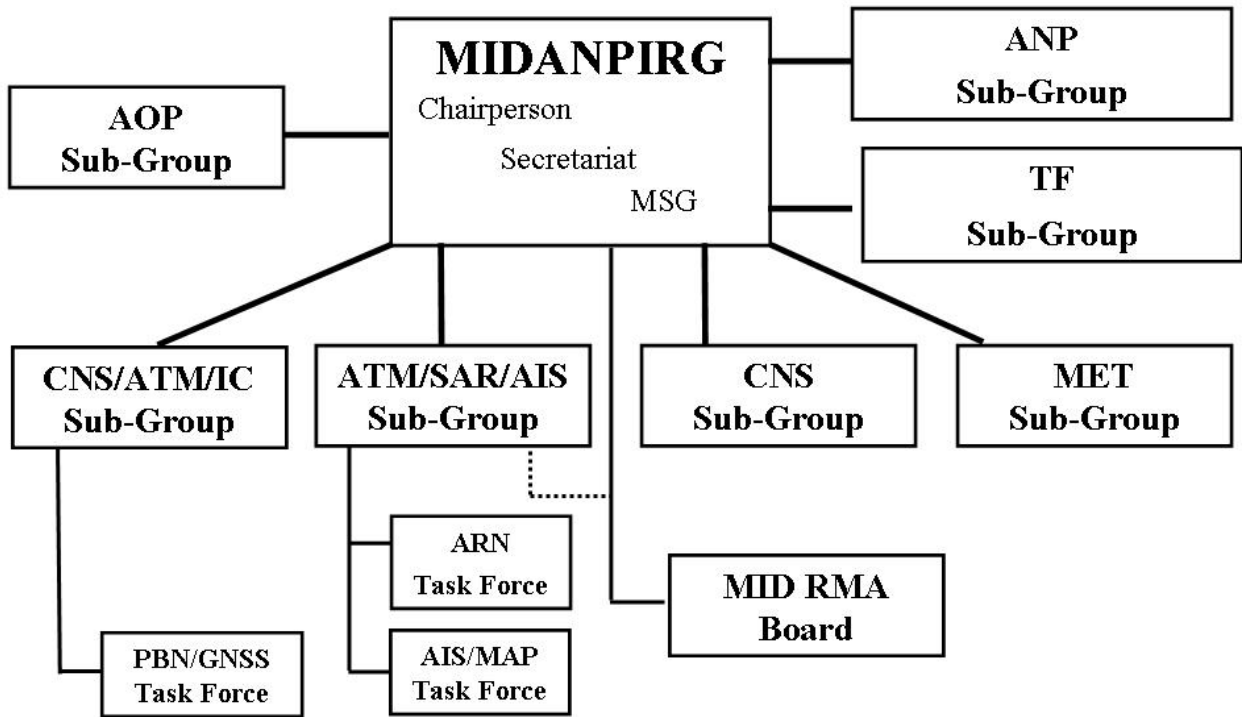 MIDANPIRG
Chairperson
Secretariat
MSG
ANP
Sub-Group
AOP
Sub-Group
TF
Sub-Group
CNS/ATM/IC
Sub-Group
ATM/SAR/AIS
Sub-Group
CNS
Sub-Group
MET
Sub-Group
ARN
Task Force
MID RMA
Board
PBN/GNSS
Task Force
AIS/MAP
Task Force